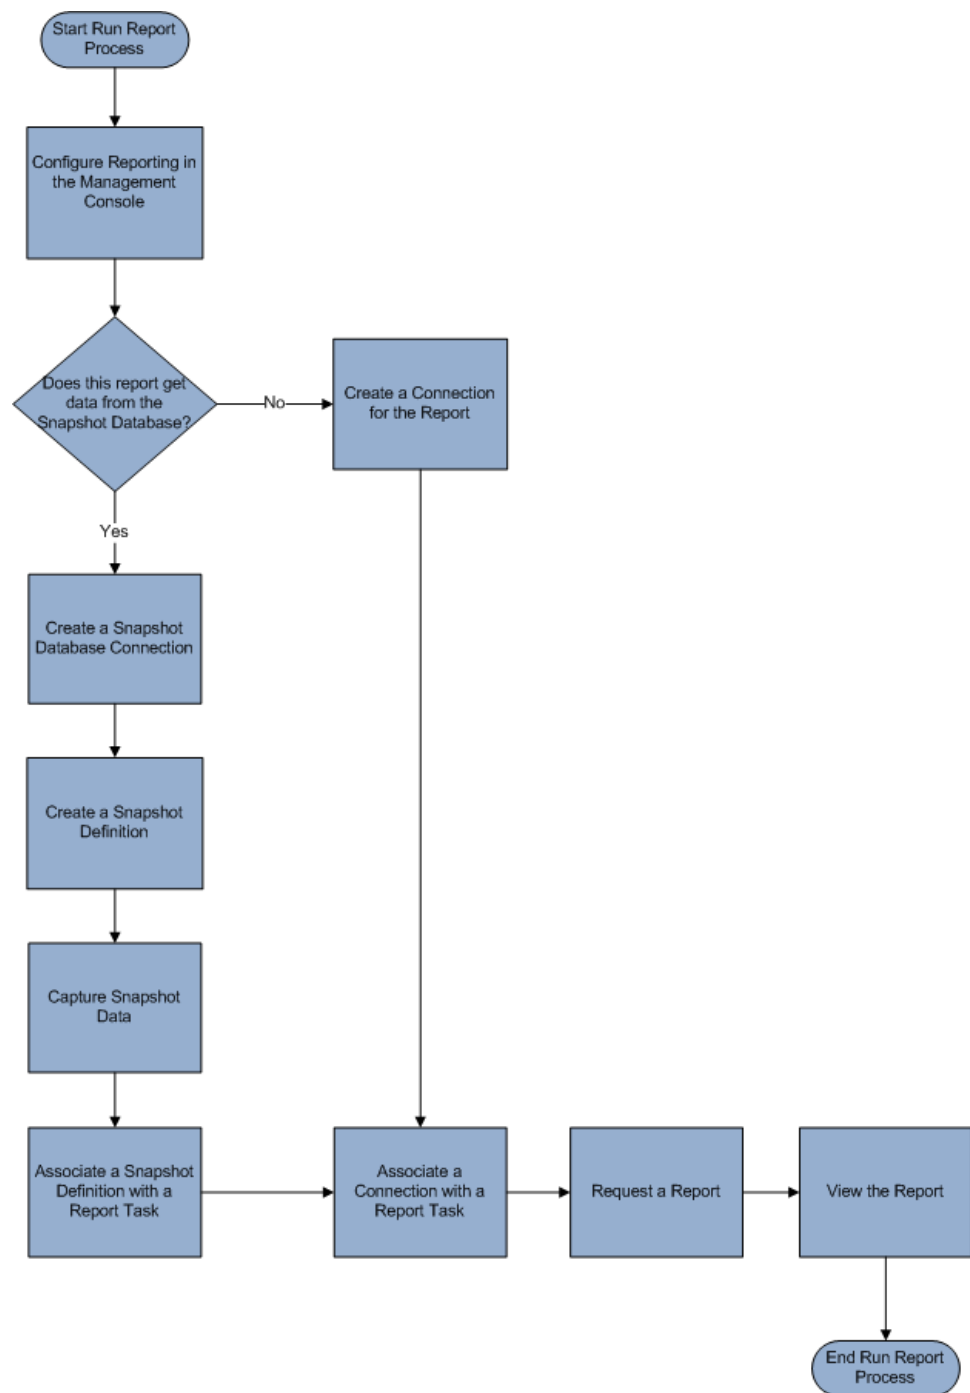 Start Run Report
Process
Configure Reporting in
the Management
Console
Does this report get
data from the
Snapshot Database?
No
Create a Connection
for the Report
Yes
Create a Snapshot
Database Connection
Create a Snapshot
Definition
Capture Snapshot
Data
Associate a Snapshot
Definition with a
Report Task
Associate a
Connection with a
Report Task
Request a Report
View the Report
End Run Report
Process